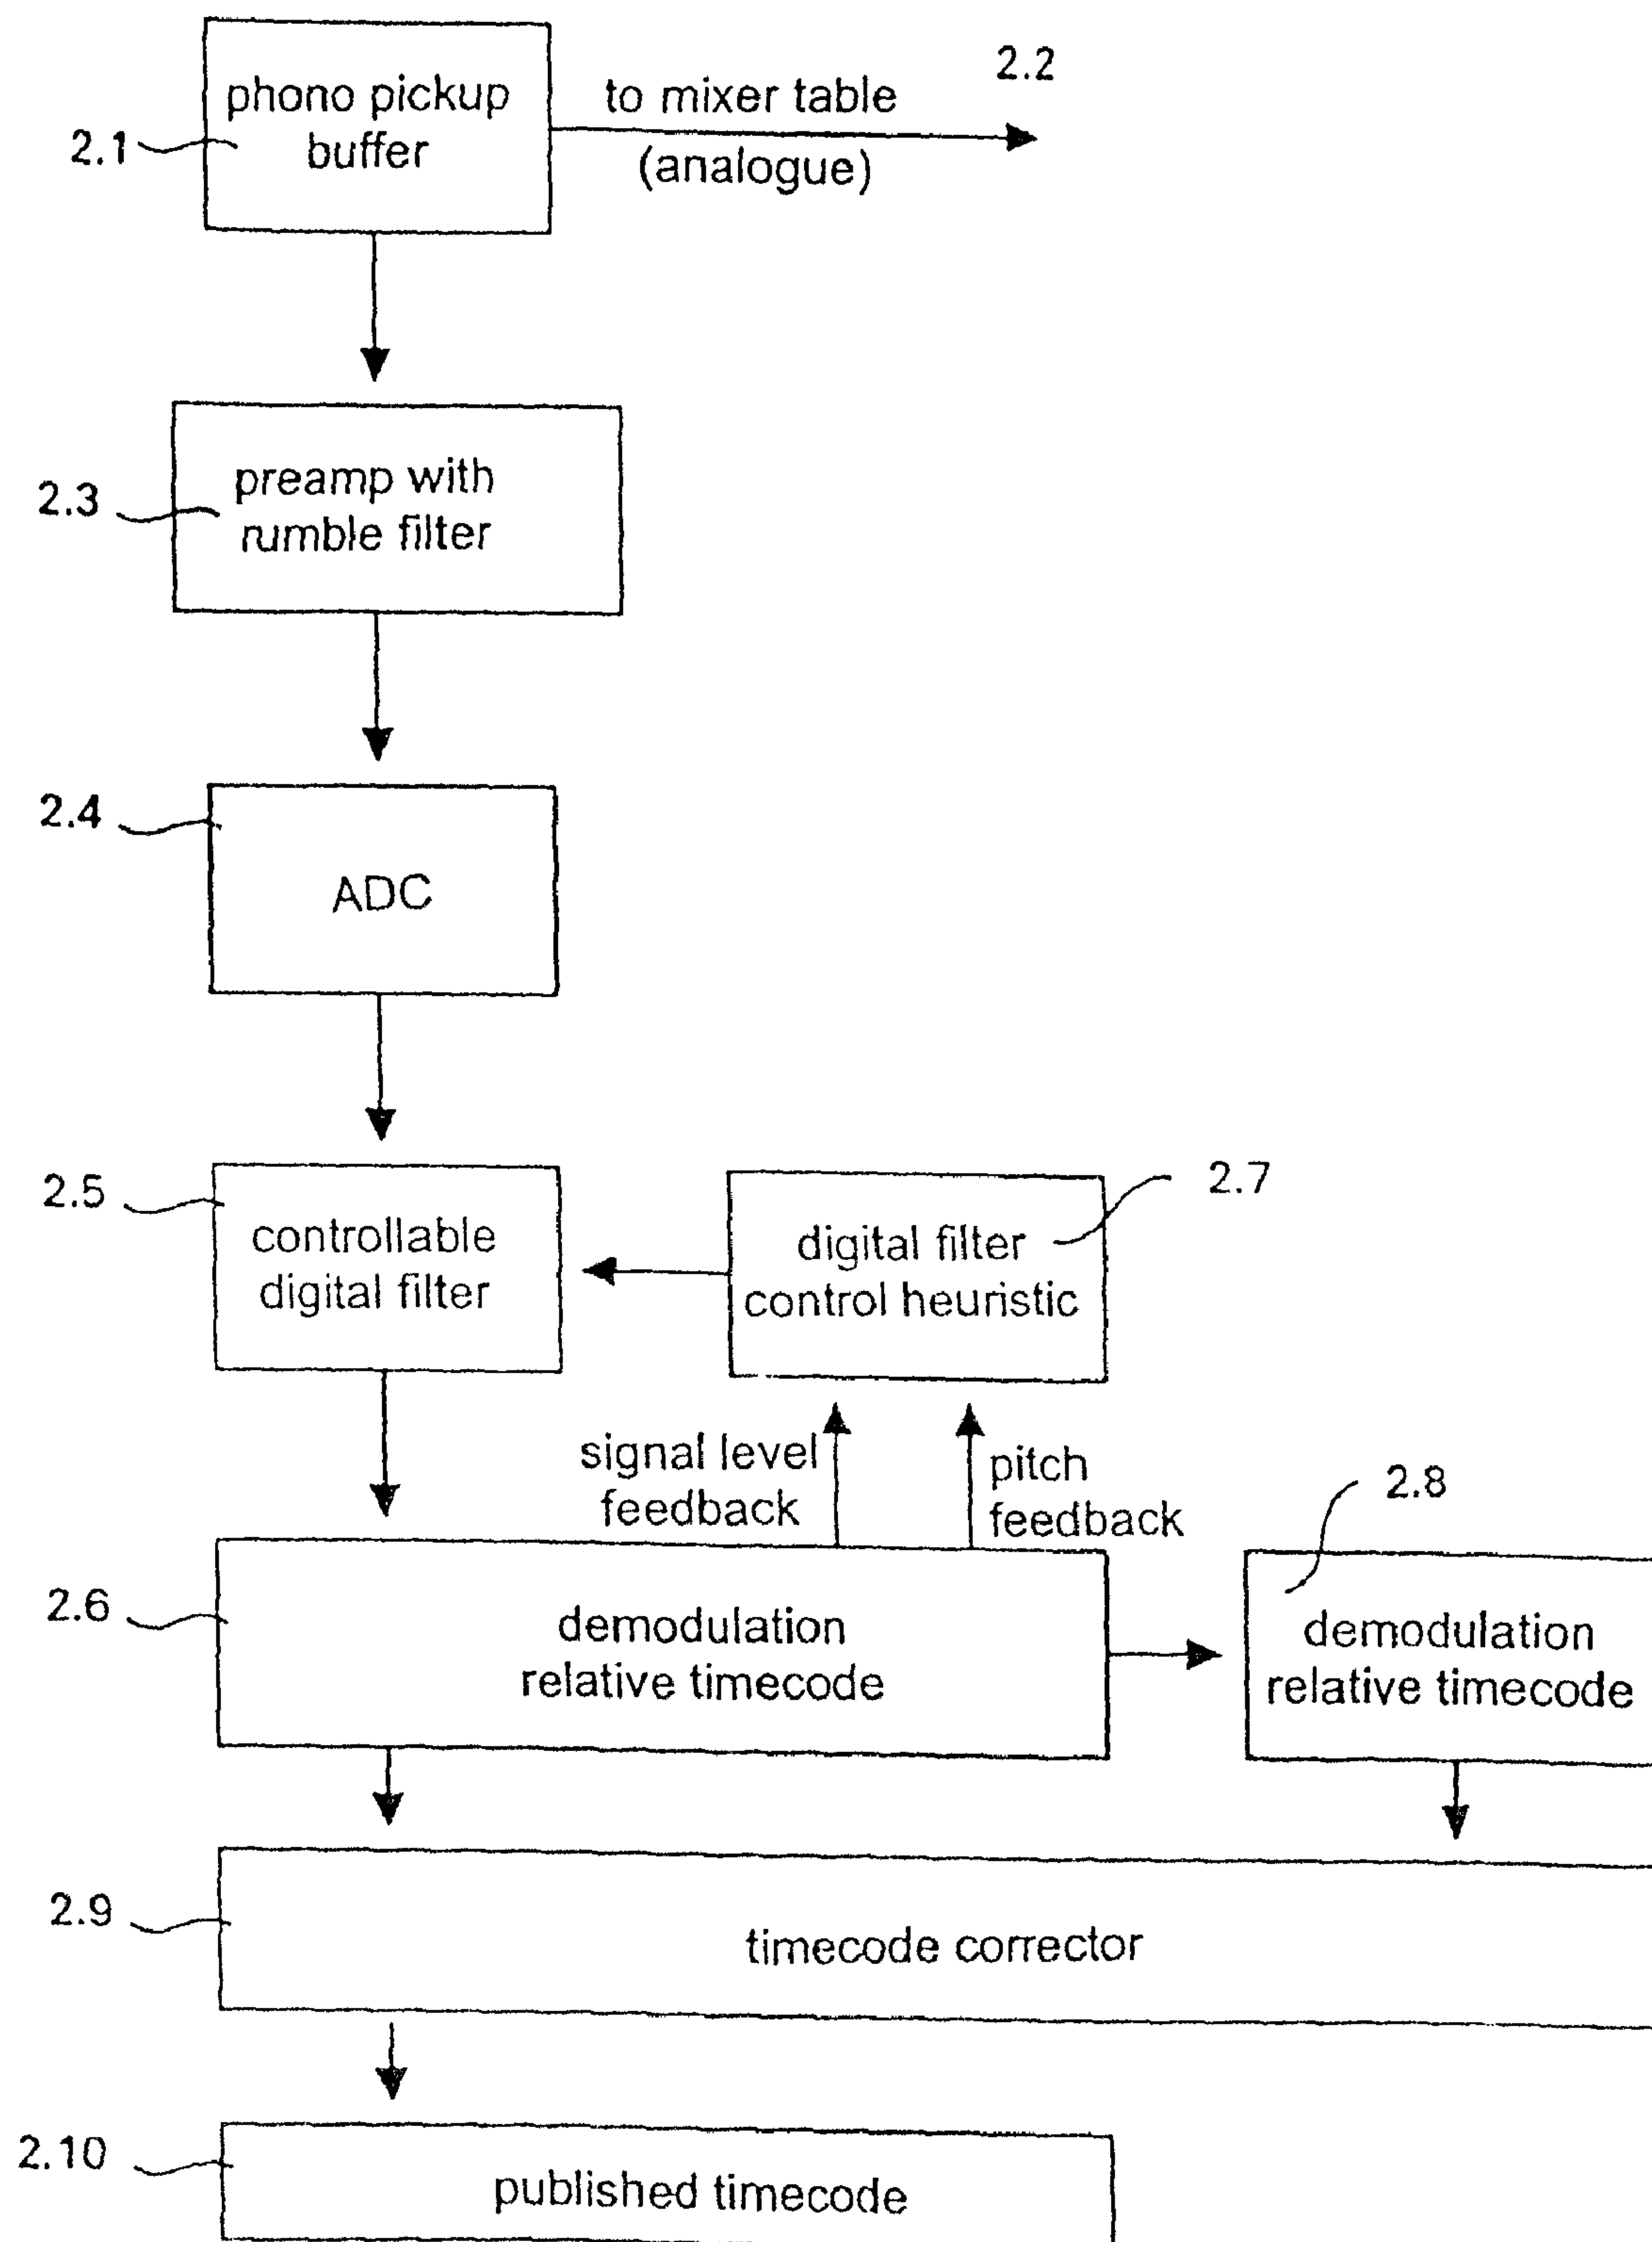 2.2
phono pickup
buffer
to mixer table
(analogue)
2.1
preamp with
rumble filter
2.3
2.4
ADC
2.5
controllable
digital filter
2.7
digital filter
control heuristic
signal level
feedback
pitch
feedback
2.8
2.6
demodulation
relative timecode
demodulation
relative timecode
2.9
timecode corrector
2.10
published timecode